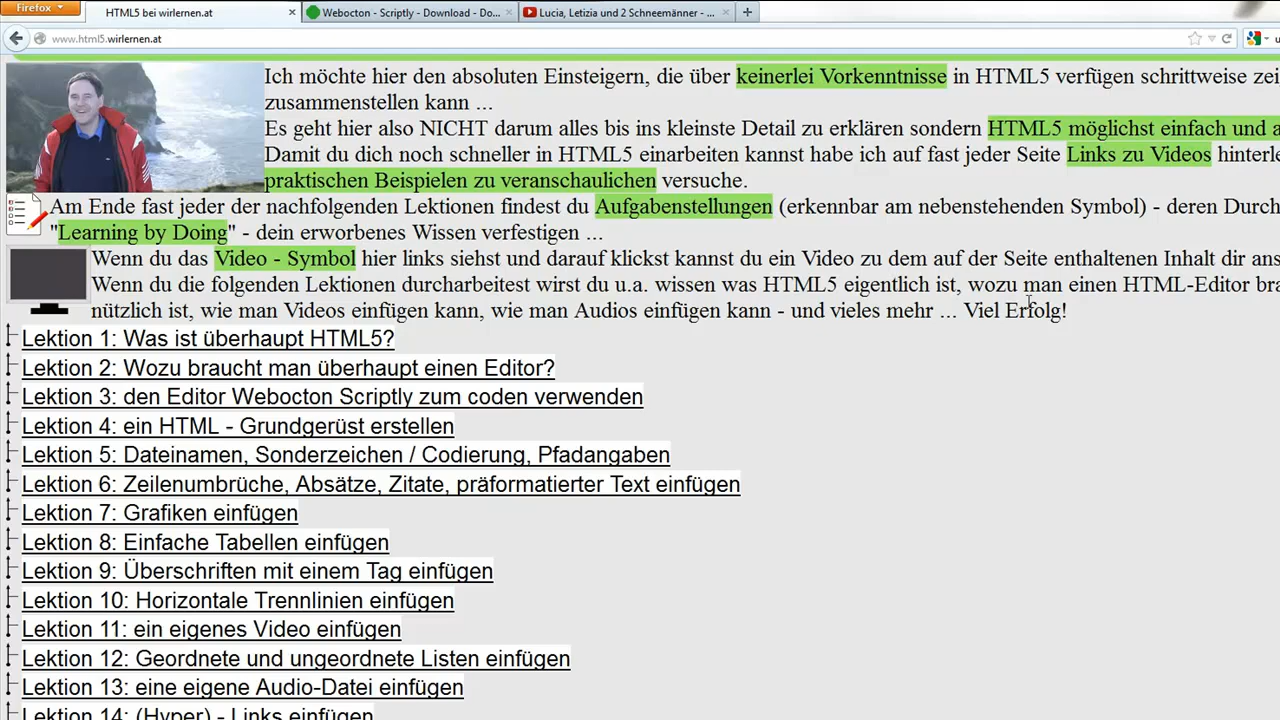 Firefox
HTML5 bei wirlernen.at
Webocton - Scriptly - Download - Do...
Lucia, Letizia und 2 Schneemänner - ...
www.html5.wirlernen.at
Ich möchte hier den absoluten Einsteigern, die über keinerlei Vorkenntnisse in HTML5 verfügen schrittweise zei
zusammenstellen kann ...
Es geht hier also NICHT darum alles bis ins kleinste Detail zu erklären sondern HTML5 möglichst einfach und a
Damit du dich noch schneller in HTML5 einarbeiten kannst habe ich auf fast jeder Seite Links zu Videos hinterle
praktischen Beispielen zu veranschaulichen versuche.
Am Ende fast jeder der nachfolgenden Lektionen findest du Aufgabenstellungen (erkennbar am nebenstehenden Symbol) - deren Durch
"Learning by Doing" - dein erworbenes Wissen verfestigen ...
Wenn du das Video - Symbol hier links siehst und darauf klickst kannst du ein Video zu dem auf der Seite enthaltenen Inhalt dir ans
Wenn du die folgenden Lektionen durcharbeitest wirst du u.a. wissen was HTML5 eigentlich ist, wozu man einen HTML-Editor bra
nützlich ist, wie man Videos einfügen kann, wie man Audios einfügen kann - und vieles mehr ... Viel Erfolg!
Lektion 1: Was ist überhaupt HTML5?
Lektion 2: Wozu braucht man überhaupt einen Editor?
Lektion 3: den Editor Webocton Scriptly zum coden verwenden
Lektion 4: ein HTML - Grundgerüst erstellen
Lektion 5: Dateinamen, Sonderzeichen / Codierung, Pfadangaben
Lektion 6: Zeilenumbrüche, Absätze, Zitate, präformatierter Text einfügen
Lektion 7: Grafiken einfügen
Lektion 8: Einfache Tabellen einfügen
Lektion 9: Überschriften mit einem Tag einfügen
Lektion 10: Horizontale Trennlinien einfügen
Lektion 11: ein eigenes Video einfügen
Lektion 12: Geordnete und ungeordnete Listen einfügen
Lektion 13: eine eigene Audio-Datei einfügen
Lektion 14: (Hyper) - Links einfügen